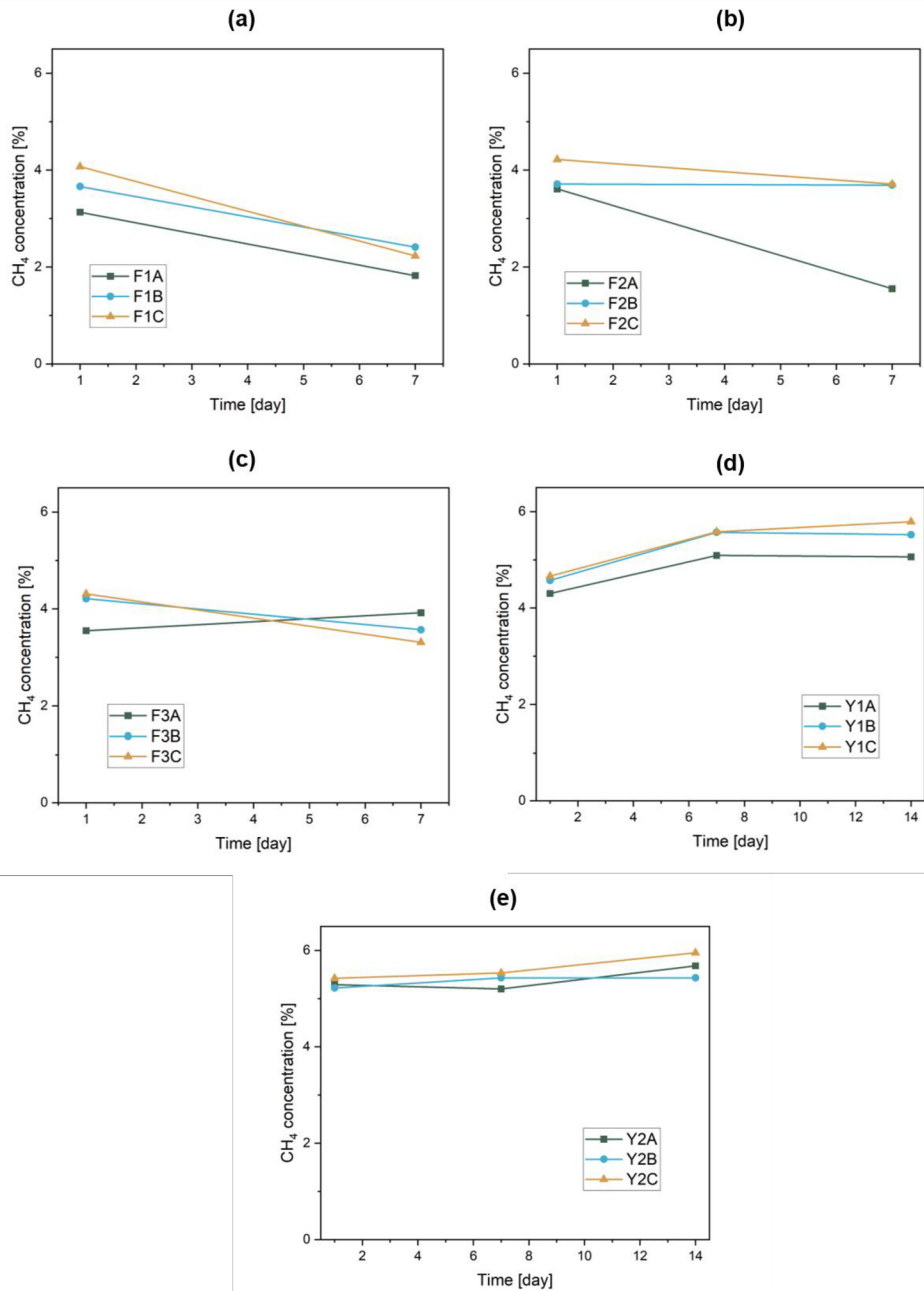 (a)
CH₄ concentration [%]
6
4
2
0
F1A
F1B
F1C
1 2 3 4 5 6 7
Time [day]
(b)
CH₄ concentration [%]
6
4
2
0
F2A
F2B
F2C
1 2 3 4 5 6 7
Time [day]
(c)
CH₄ concentration [%]
6
4
2
0
F3A
F3B
F3C
1 2 3 4 5 6 7
Time [day]
(d)
CH₄ concentration [%]
6
4
2
0
Y1A
Y1B
Y1C
2 4 6 8 10 12 14
Time [day]
(e)
CH₄ concentration [%]
6
4
2
0
Y2A
Y2B
Y2C
2 4 6 8 10 12 14
Time [day]